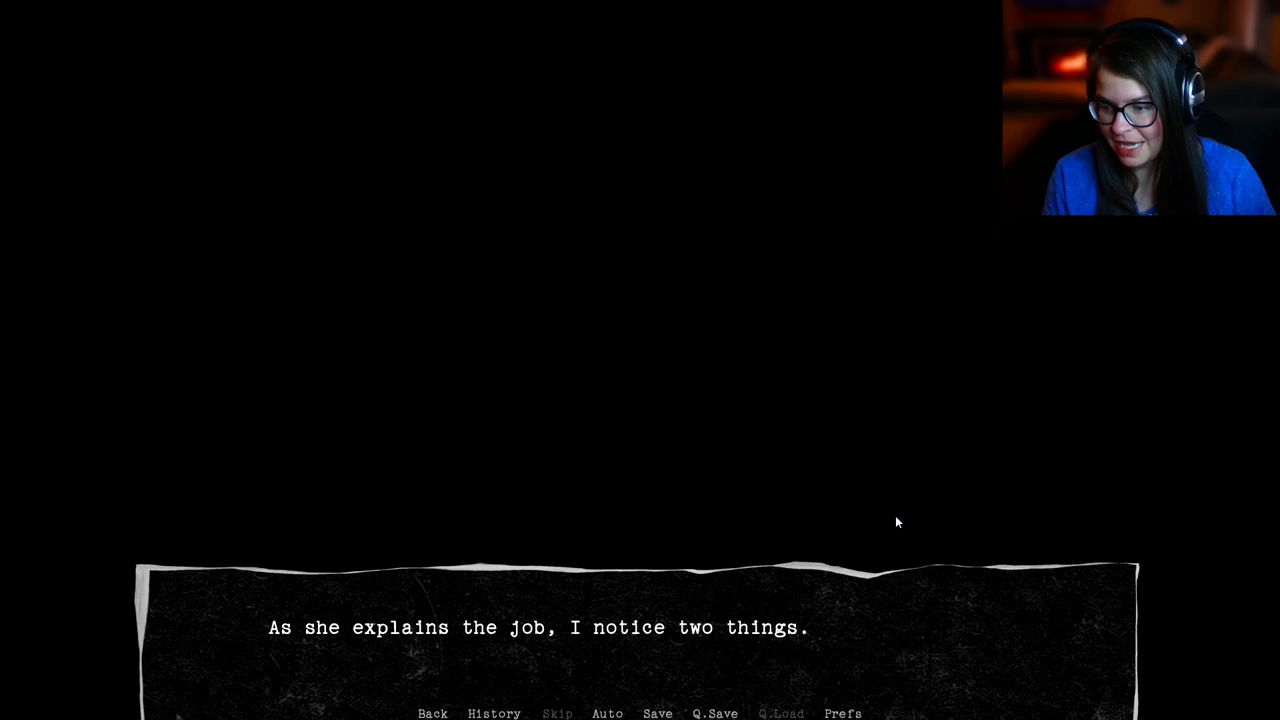 As she explains the job, I notice two things.
Back History Skip Auto Save Q.Save Q.Load Prefs